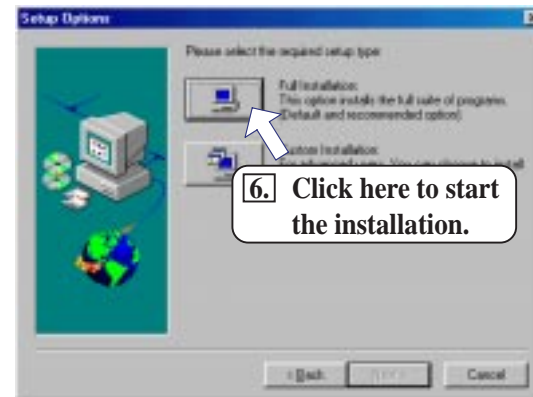 Setup Options
Please select the required setup type:
Full Installation:
This option installs the full suite of programs.
(Default and recommended option)
Custom Installation:
6. Click here to start
the installation.
< Back
Cancel